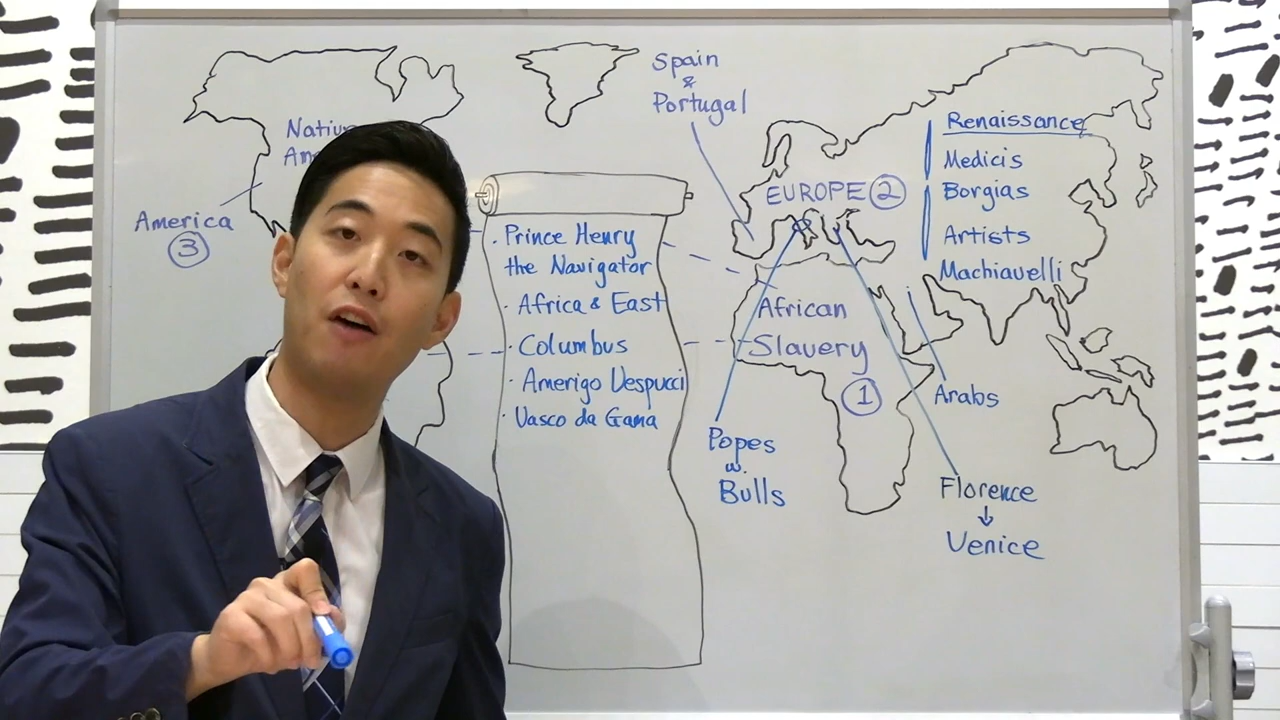 Spain
&
Portugal
America
3
· Prince Henry
the Navigator
· Africa & East
· Columbus
· Amerigo Vespucci
· Vasco da Gama
EUROPE 2
African
Slavery
1
Renaissance
Medicis
Borgias
Artists
Machiavelli
Arabs
Popes
w.
Bulls
Florence
Venice